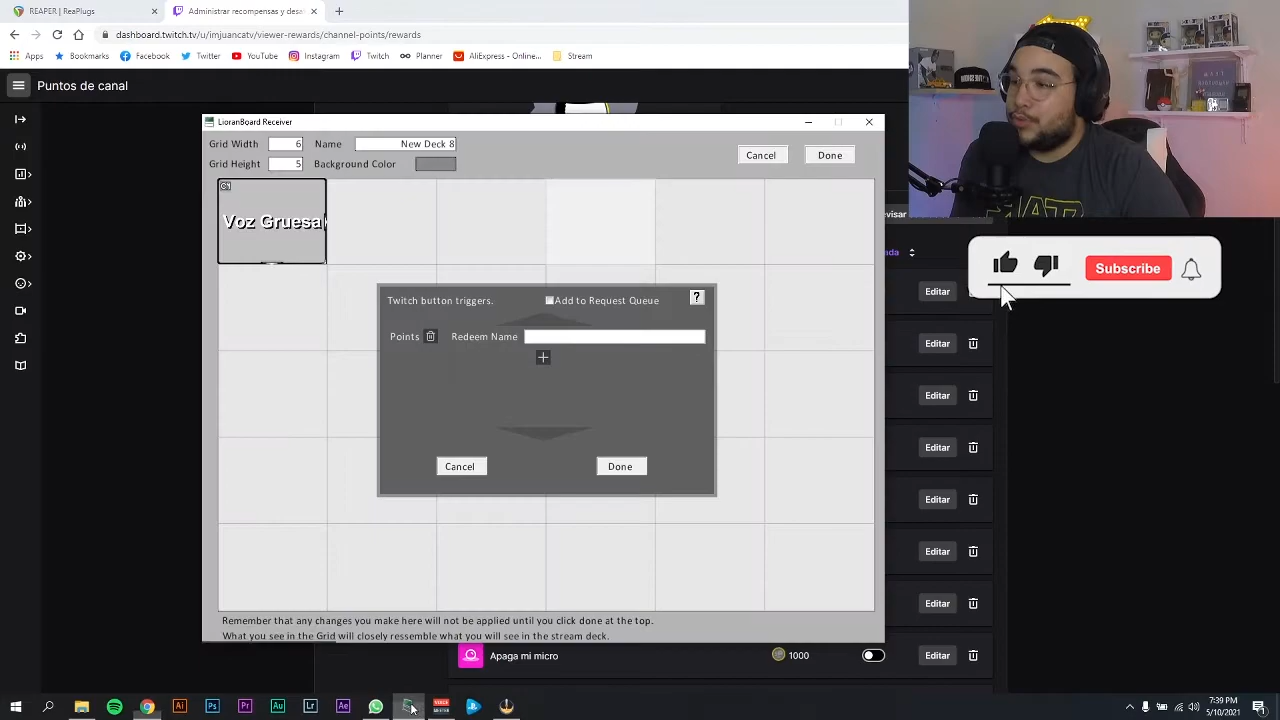 REAPER | ReaPlugs
Administrar recompensas y desaf
dashboard.twitch.tv/u/imjuancatv/viewer-rewards/channel-points/rewards
Apps Bookmarks Facebook Twitter YouTube Instagram Twitch Planner AliExpress - Online... Stream
Puntos de canal
LioranBoard Receiver
Grid Width 6 Name New Deck 8
Grid Height 5 Background Color
Cancel Done
Voz Gruesa
Twitch button triggers. Add to Request Queue ?
Points Redeem Name
Cancel Done
Remember that any changes you make here will not be applied until you click done at the top.
What you see in the Grid will closely ressemble what you will see in the stream deck.
Subscribe
Editar
Editar
Editar
Editar
Editar
Editar
Editar
Apaga mi micro 1000 Editar
7:39 PM
5/10/2021